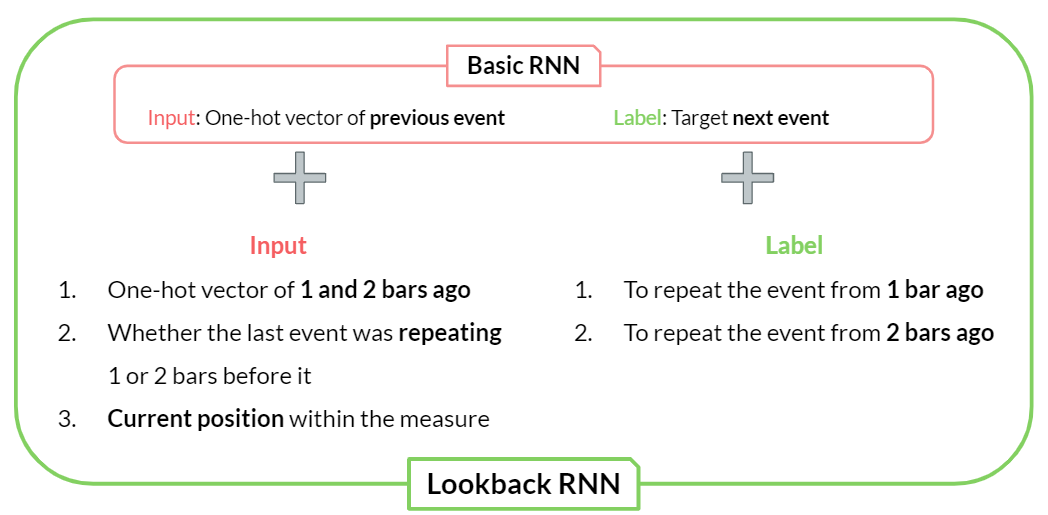 Basic RNN
Input: One-hot vector of previous event
Label: Target next event
Input
1. One-hot vector of 1 and 2 bars ago
2. Whether the last event was repeating
1 or 2 bars before it
3. Current position within the measure
Label
1. To repeat the event from 1 bar ago
2. To repeat the event from 2 bars ago
Lookback RNN